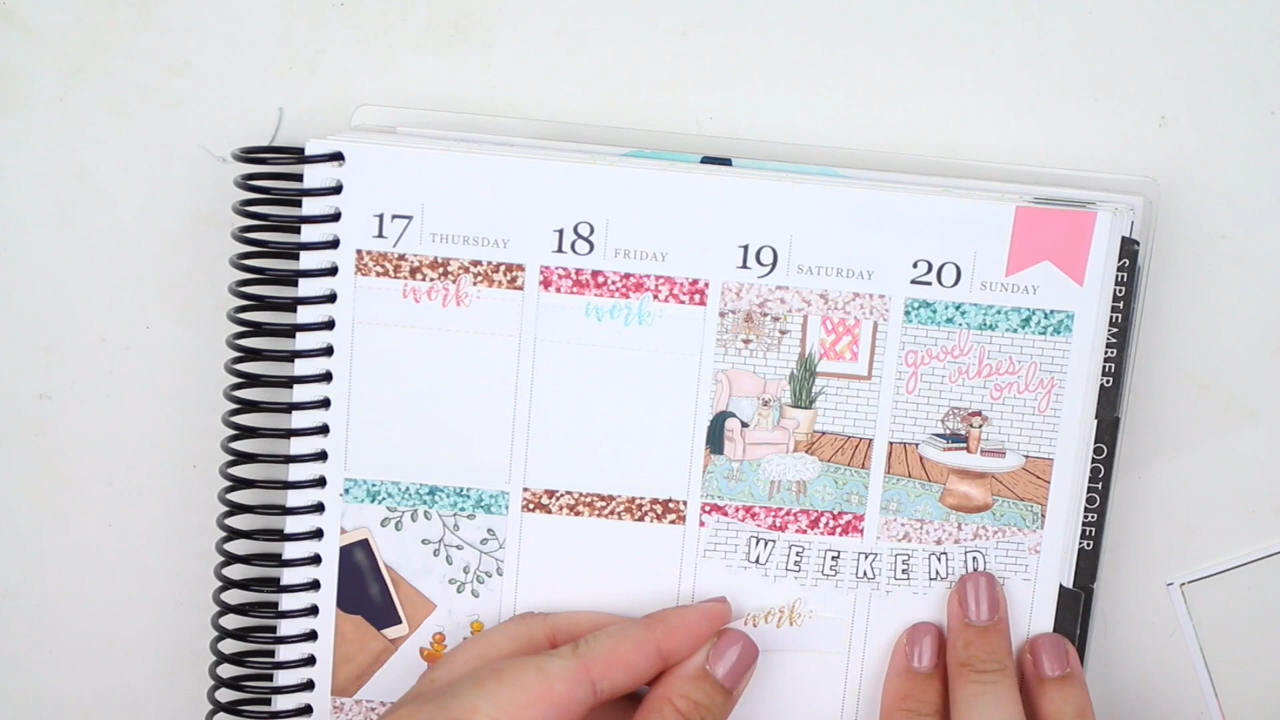 17 THURSDAY
18 FRIDAY
19 SATURDAY
20 SUNDAY
work:
work:
good
vibes
only
WEEKEND
work:
SEPTEMBER
OCTOBER